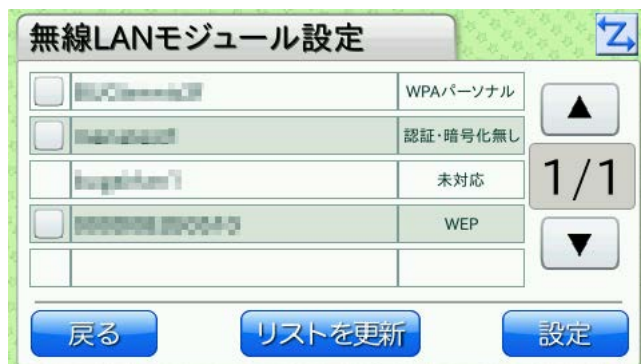 無線LANモジュール設定
Z
WPAパーソナル
認証・暗号化無し
未対応
1/1
WEP
戻る
リストを更新
設定